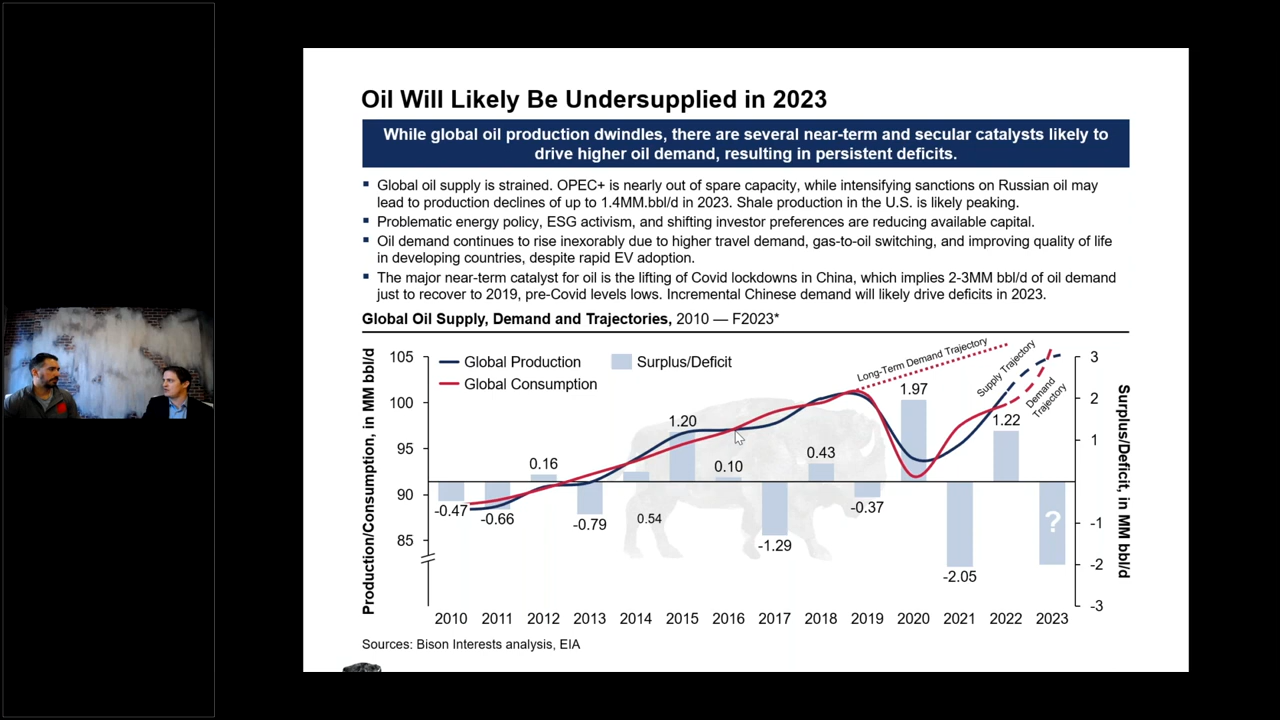 Oil Will Likely Be Undersupplied in 2023
While global oil production dwindles, there are several near-term and secular catalysts likely to
drive higher oil demand, resulting in persistent deficits.
Global oil supply is strained. OPEC+ is nearly out of spare capacity, while intensifying sanctions on Russian oil may
lead to production declines of up to 1.4MM.bbl/d in 2023. Shale production in the U.S. is likely peaking.
Problematic energy policy, ESG activism, and shifting investor preferences are reducing available capital.
Oil demand continues to rise inexorably due to higher travel demand, gas-to-oil switching, and improving quality of life
in developing countries, despite rapid EV adoption.
The major near-term catalyst for oil is the lifting of Covid lockdowns in China, which implies 2-3MM bbl/d of oil demand
just to recover to 2019, pre-Covid levels lows. Incremental Chinese demand will likely drive deficits in 2023.
Global Oil Supply, Demand and Trajectories, 2010 — F2023*
Production/Consumption, in MM bbl/d
105
100
95
90
85
Global Production
Global Consumption
Surplus/Deficit
Long-Term Demand Trajectory
Supply Trajectory
Demand
Trajectory
-0.47
-0.66
0.16
-0.79
0.54
1.20
0.10
-1.29
0.43
-0.37
1.97
-2.05
1.22
?
3
2
1
-1
-2
-3
Surplus/Deficit, in MM bbl/d
2010 2011 2012 2013 2014 2015 2016 2017 2018 2019 2020 2021 2022 2023
Sources: Bison Interests analysis, EIA